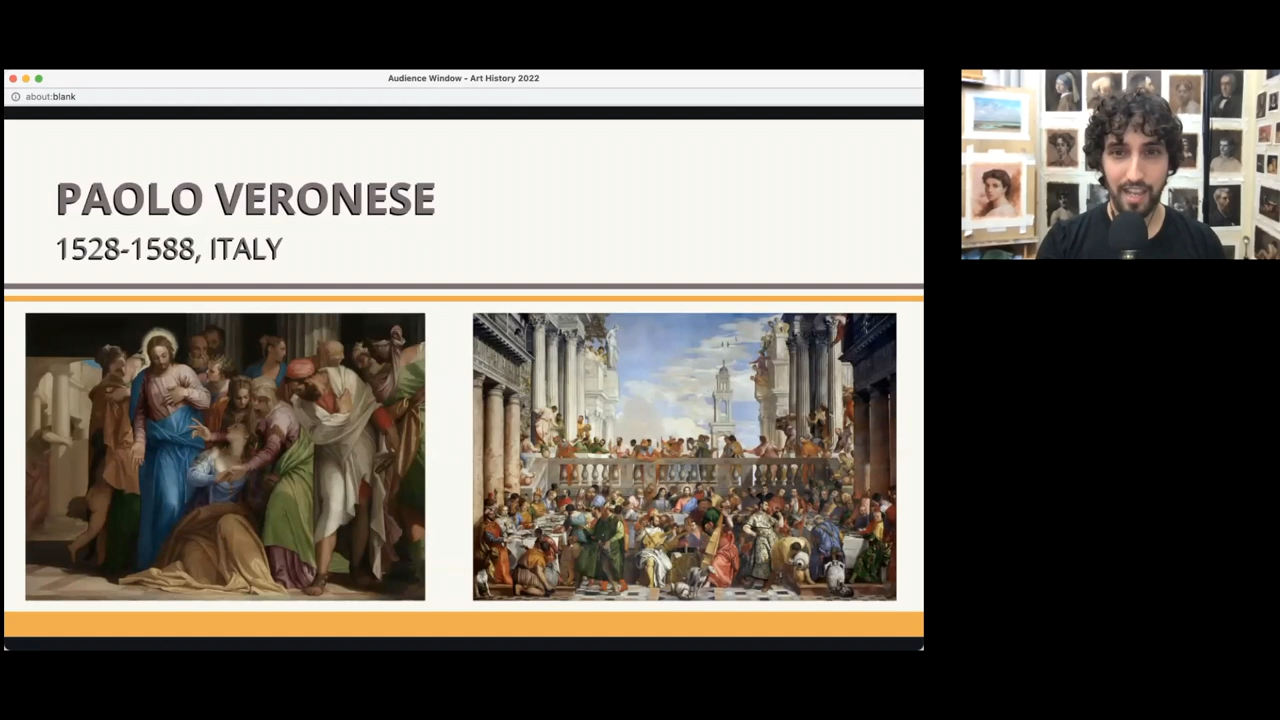 Audience Window - Art History 2022
about:blank
PAOLO VERONESE
1528-1588, ITALY